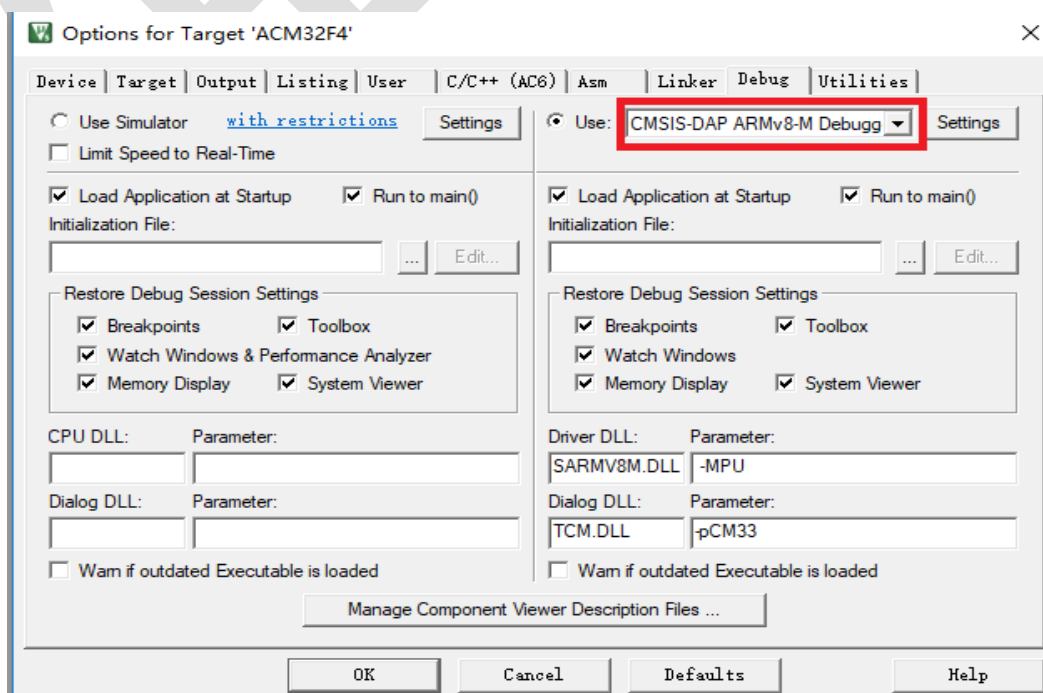 Options for Target 'ACM32F4'
Device Target Output Listing User C/C++ (AC6) Asm Linker Debug Utilities
Use Simulator with restrictions Settings
Limit Speed to Real-Time
Use: CMSIS-DAP ARMv8-M Debugg Settings
Load Application at Startup Run to main()
Initialization File:
... Edit...
Restore Debug Session Settings
Breakpoints Toolbox
Watch Windows & Performance Analyzer
Memory Display System Viewer
CPU DLL: Parameter:
Dialog DLL: Parameter:
Warn if outdated Executable is loaded
Load Application at Startup Run to main()
Initialization File:
... Edit...
Restore Debug Session Settings
Breakpoints Toolbox
Watch Windows
Memory Display System Viewer
Driver DLL: Parameter:
SARMV8M.DLL -MPU
Dialog DLL: Parameter:
TCM.DLL -pCM33
Warn if outdated Executable is loaded
Manage Component Viewer Description Files ...
OK Cancel Defaults Help